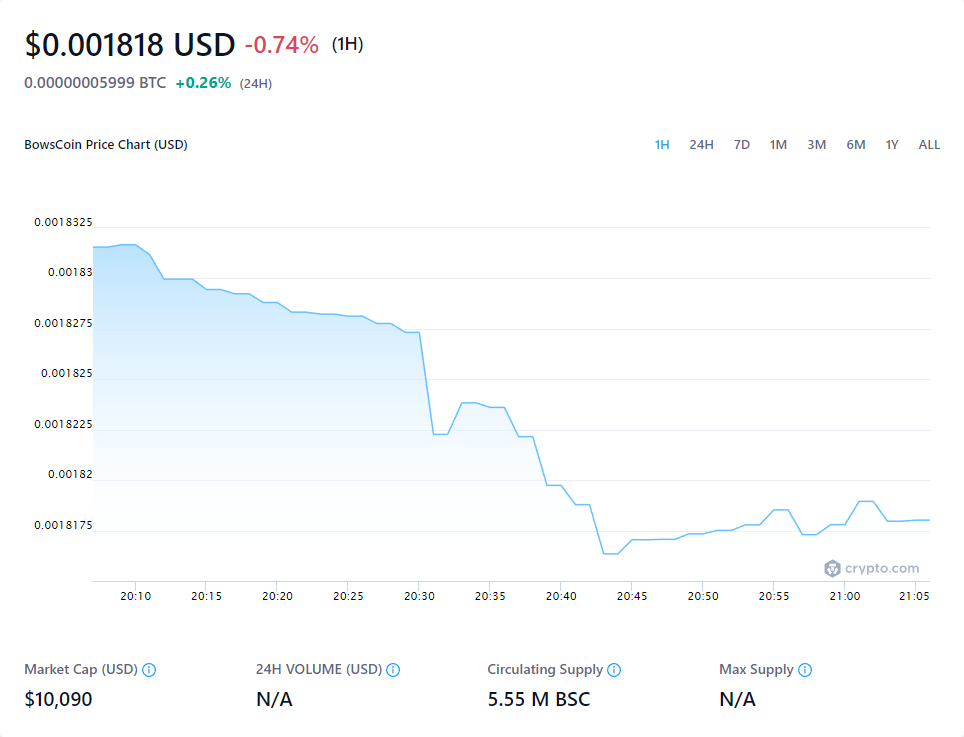 $0.001818 USD -0.74% (1H)
0.00000005999 BTC +0.26% (24H)
BowsCoin Price Chart (USD) 1H 24H 7D 1M 3M 6M 1Y ALL
0.0018325
0.00183
0.0018275
0.001825
0.0018225
0.00182
0.0018175
crypto.com
20:10 20:15 20:20 20:25 20:30 20:35 20:40 20:45 20:50 20:55 21:00 21:05
Market Cap (USD) 24H VOLUME (USD) Circulating Supply Max Supply
$10,090 N/A 5.55 M BSC N/A